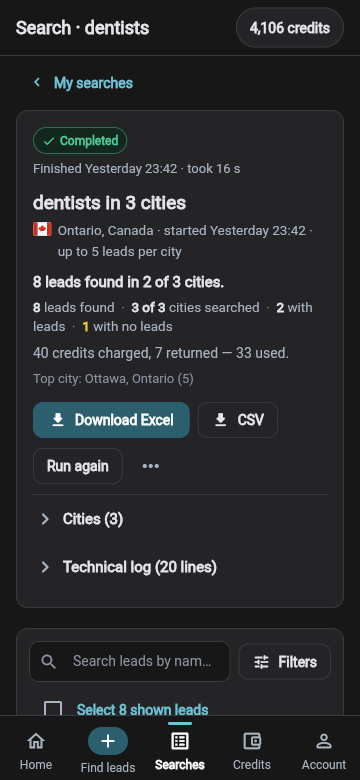 Search · dentists
4,106 credits
My searches
Completed
Finished Yesterday 23:42 · took 16 s
dentists in 3 cities
Ontario, Canada · started Yesterday 23:42 ·
up to 5 leads per city
8 leads found in 2 of 3 cities.
8 leads found · 3 of 3 cities searched · 2 with
leads · 1 with no leads
40 credits charged, 7 returned — 33 used.
Top city: Ottawa, Ontario (5)
Download Excel
CSV
Run again
Cities (3)
Technical log (20 lines)
Search leads by nam...
Filters
Select 8 shown leads
Home
Find leads
Searches
Credits
Account